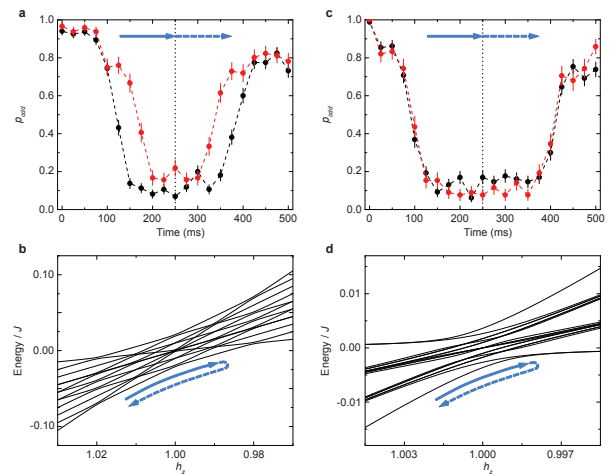 a
1.0
0.8
0.6
0.4
0.2
0.0
p_odd
0 100 200 300 400 500
Time (ms)
c
1.0
0.8
0.6
0.4
0.2
0.0
p_odd
0 100 200 300 400 500
Time (ms)
b
0.10
0.00
-0.10
Energy / J
1.02 1.00 0.98
h_z
d
0.01
0.00
-0.01
Energy / J
1.003 1.000 0.997
h_z